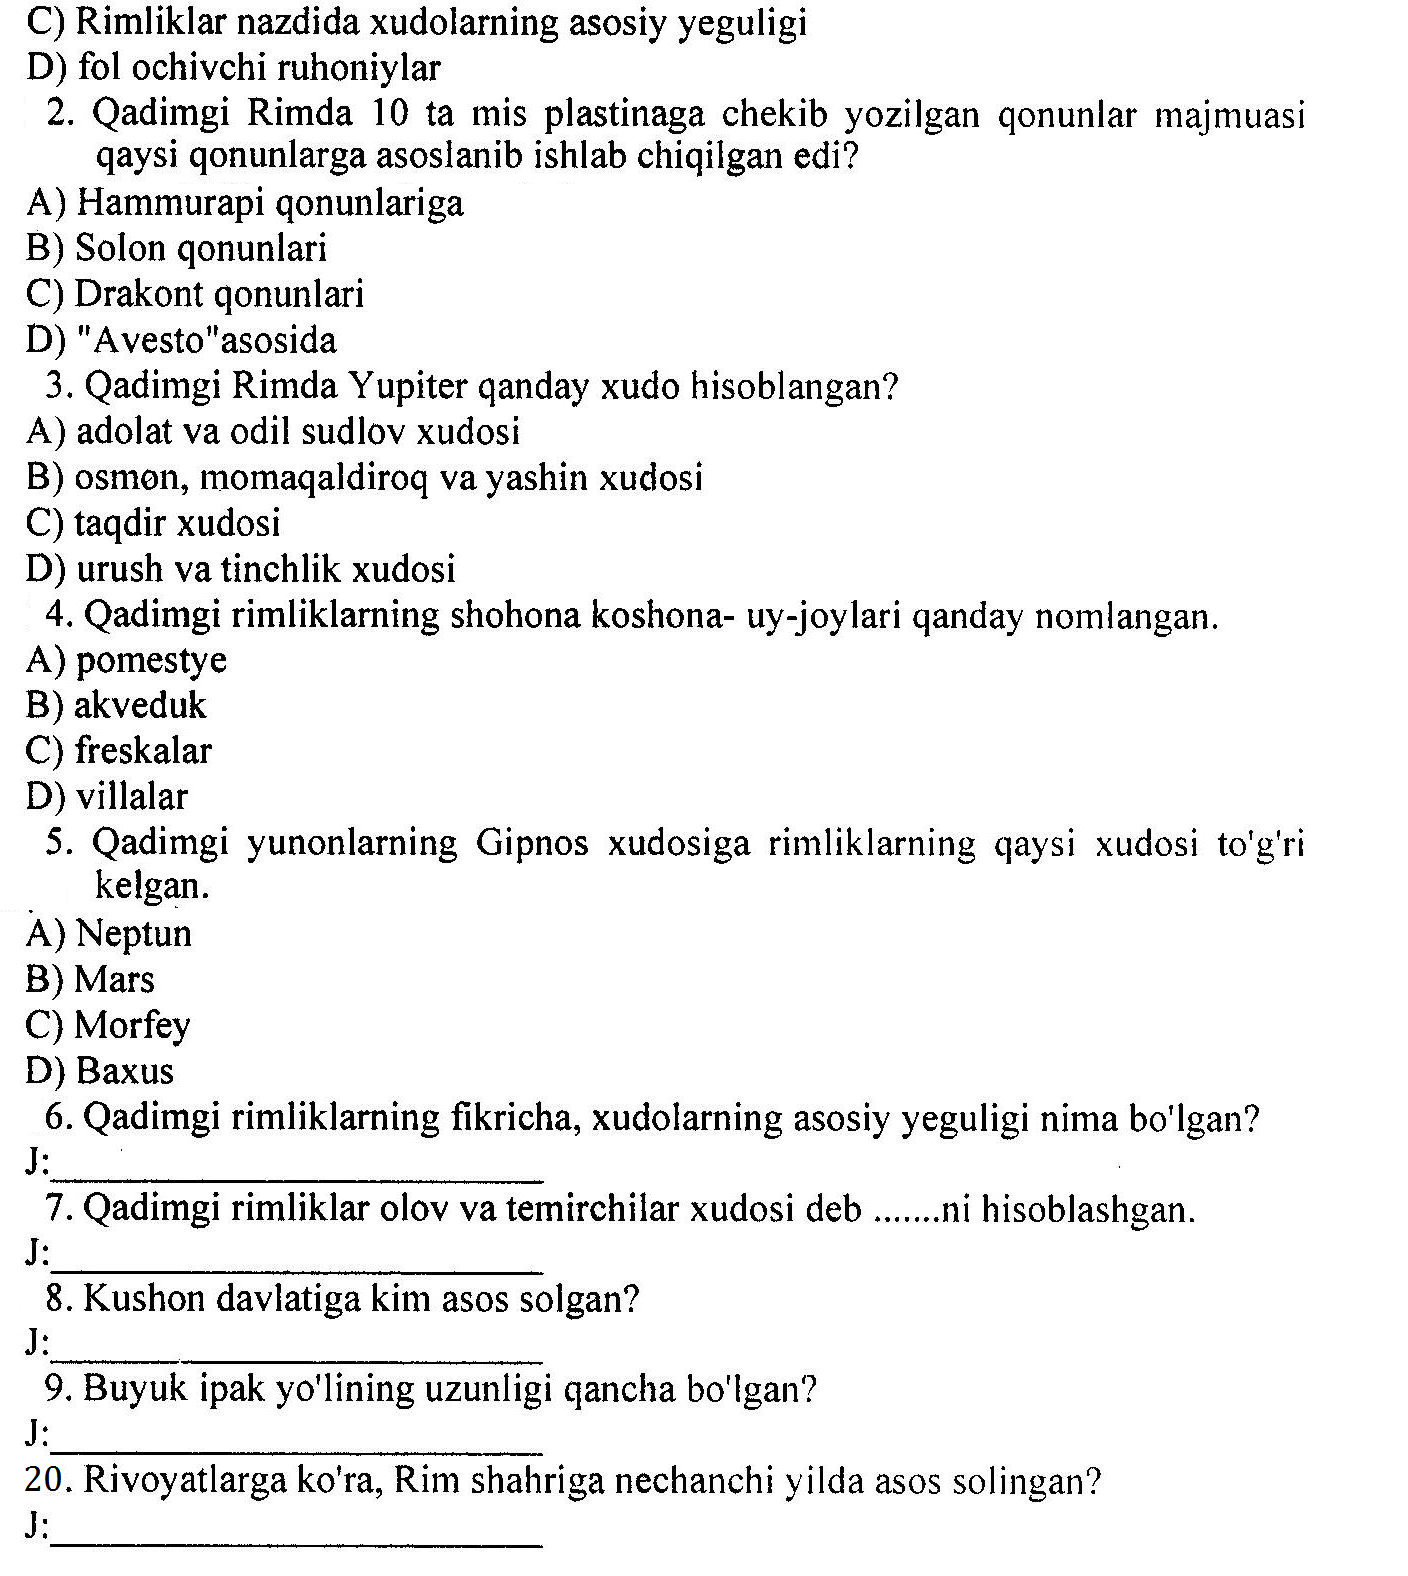 C) Rimliklar nazdida xudolarning asosiy yeguligi
D) fol ochivchi ruhoniylar
2. Qadimgi Rimda 10 ta mis plastinaga chekib yozilgan qonunlar majmuasi
qaysi qonunlarga asoslanib ishlab chiqilgan edi?
A) Hammurapi qonunlariga
B) Solon qonunlari
C) Drakont qonunlari
D) "Avesto"asosida
3. Qadimgi Rimda Yupiter qanday xudo hisoblangan?
A) adolat va odil sudlov xudosi
B) osmon, momaqaldiroq va yashin xudosi
C) taqdir xudosi
D) urush va tinchlik xudosi
4. Qadimgi rimliklarning shohona koshona- uy-joylari qanday nomlangan.
A) pomestye
B) akveduk
C) freskalar
D) villalar
5. Qadimgi yunonlarning Gipnos xudosiga rimliklarning qaysi xudosi to'g'ri
kelgan.
A) Neptun
B) Mars
C) Morfey
D) Baxus
6. Qadimgi rimliklarning fikricha, xudolarning asosiy yeguligi nima bo'lgan?
J:
7. Qadimgi rimliklar olov va temirchilar xudosi deb .......ni hisoblashgan.
J:
8. Kushon davlatiga kim asos solgan?
J:
9. Buyuk ipak yo'lining uzunligi qancha bo'lgan?
J:
20. Rivoyatlarga ko'ra, Rim shahriga nechanchi yilda asos solingan?
J: